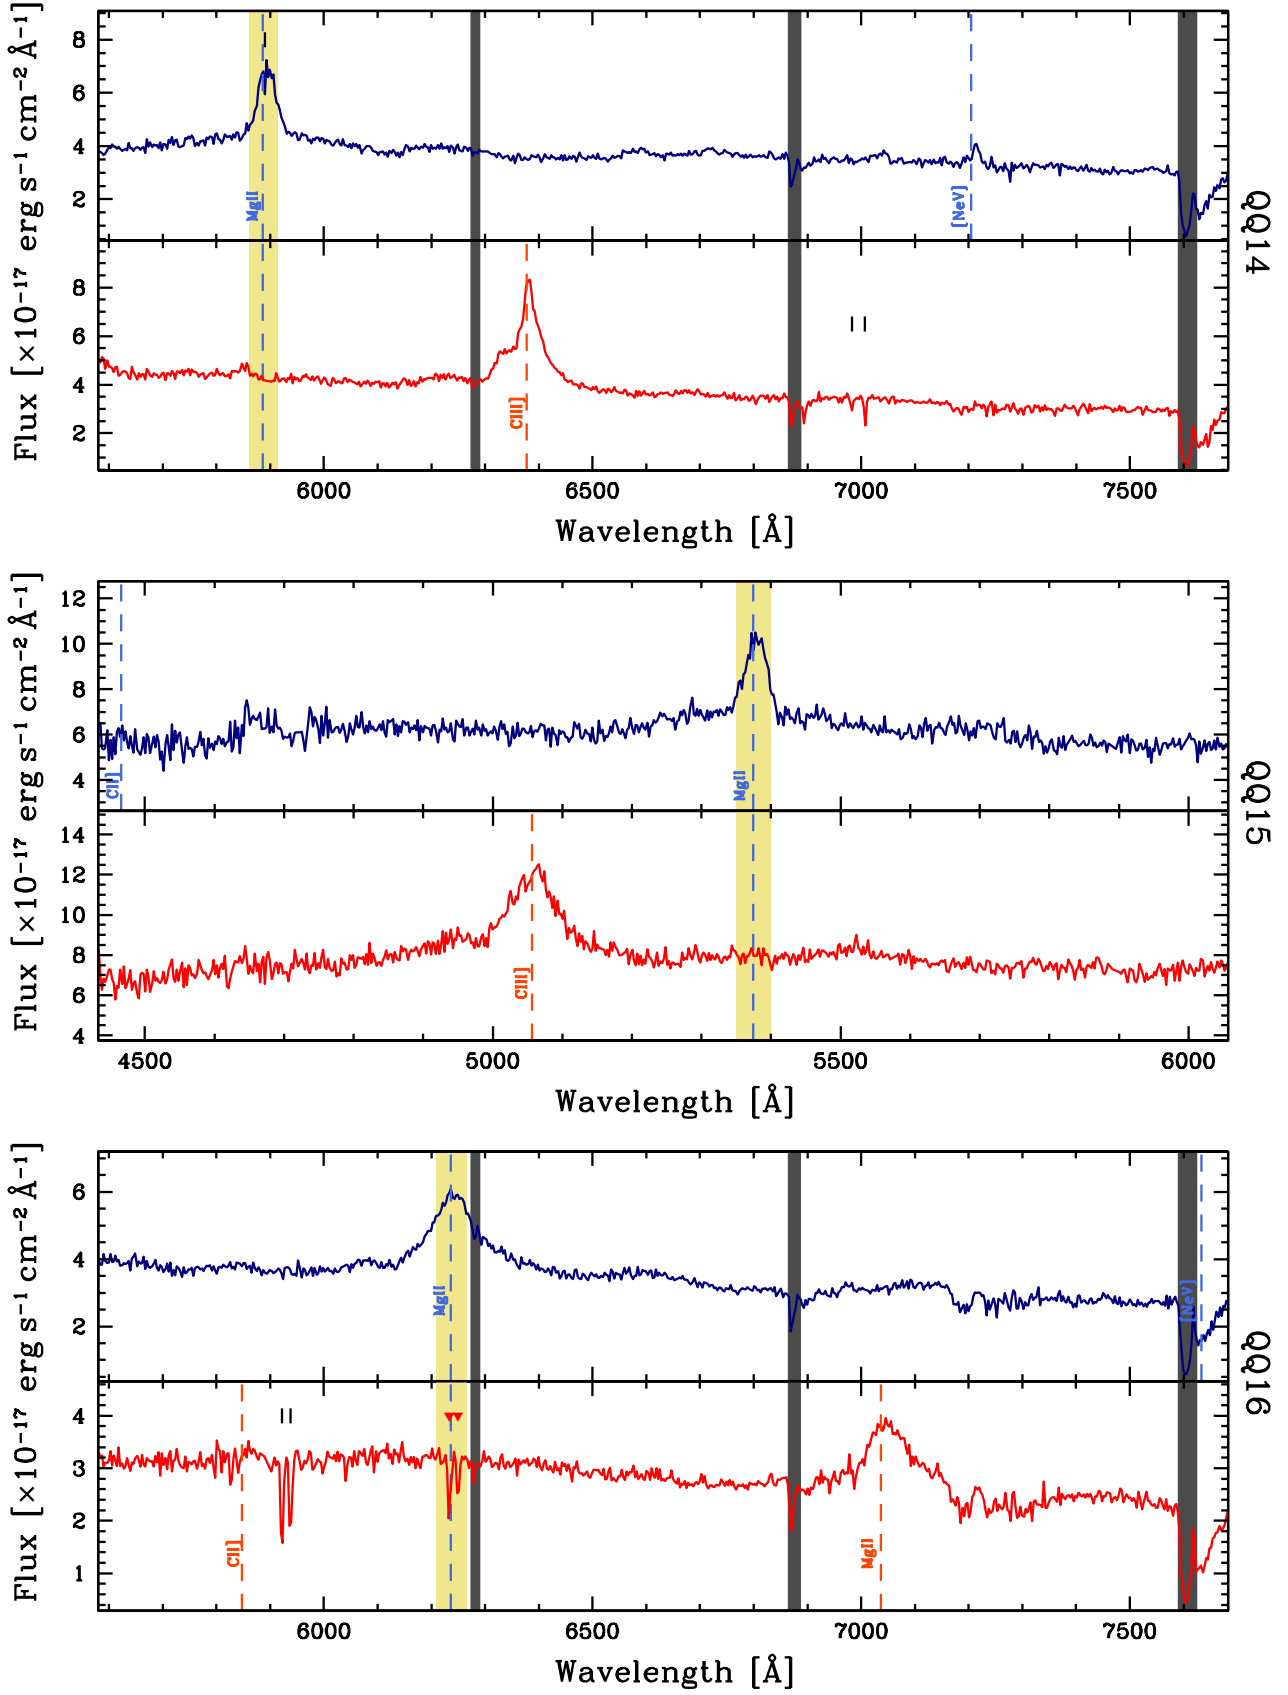 Flux [×10⁻¹⁷ erg s⁻¹ cm⁻² Å⁻¹]
8
6
4
2
MgII
[NeV]
8
6
4
2
CIII]
QQ14
6000 6500 7000 7500
Wavelength [Å]
Flux [×10⁻¹⁷ erg s⁻¹ cm⁻² Å⁻¹]
12
10
8
6
4
CII]
MgII
14
12
10
8
6
4
CIII]
QQ15
4500 5000 5500 6000
Wavelength [Å]
Flux [×10⁻¹⁷ erg s⁻¹ cm⁻² Å⁻¹]
6
4
2
MgII
[NeV]
4
3
2
1
CII]
MgII
QQ16
6000 6500 7000 7500
Wavelength [Å]